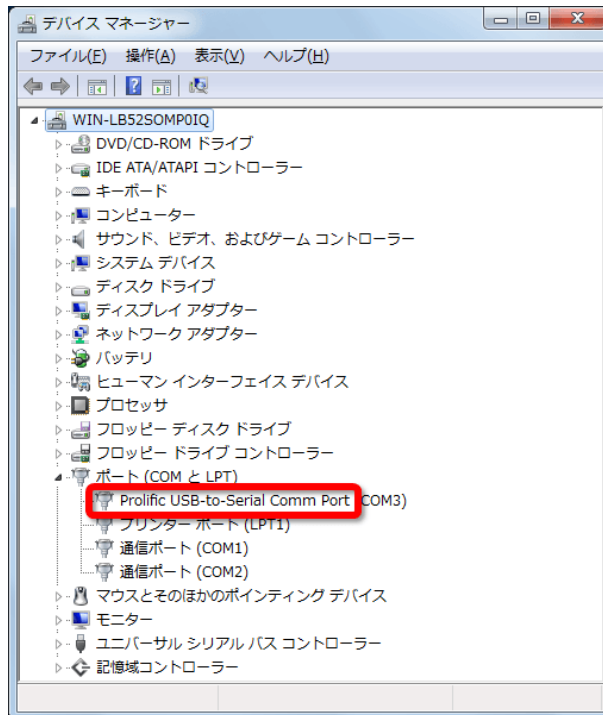 デバイス マネージャー
ファイル(F) 操作(A) 表示(V) ヘルプ(H)
WIN-LB52SOMP0IQ
DVD/CD-ROM ドライブ
IDE ATA/ATAPI コントローラー
キーボード
コンピューター
サウンド、ビデオ、およびゲーム コントローラー
システム デバイス
ディスク ドライブ
ディスプレイ アダプター
ネットワーク アダプター
バッテリ
ヒューマン インターフェイス デバイス
プロセッサ
フロッピー ディスク ドライブ
フロッピー ドライブ コントローラー
ポート (COM と LPT)
Prolific USB-to-Serial Comm Port (COM3)
プリンター ポート (LPT1)
通信ポート (COM1)
通信ポート (COM2)
マウスとそのほかのポインティング デバイス
モニター
ユニバーサル シリアル バス コントローラー
記憶域コントローラー